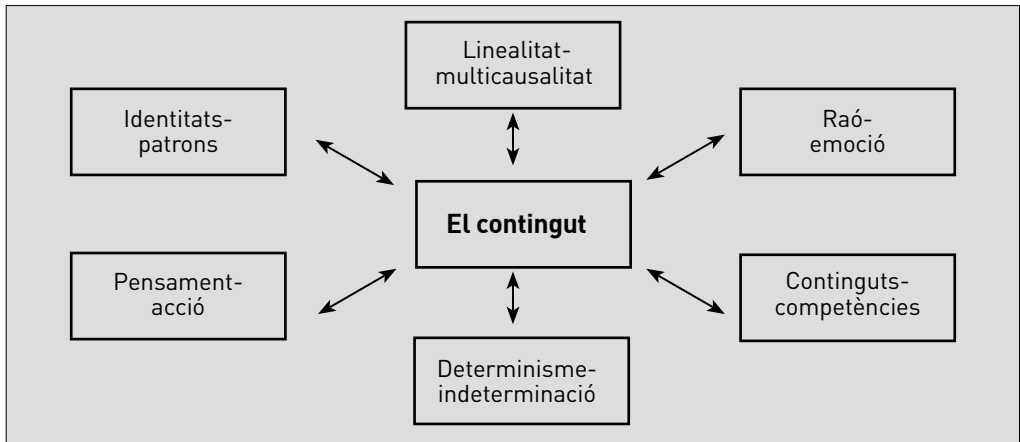 Linealitat-
multicausalitat
Identitats-
patrons
Raó-
emoció
El contingut
Pensament-
acció
Continguts-
competències
Determinisme-
indeterminació